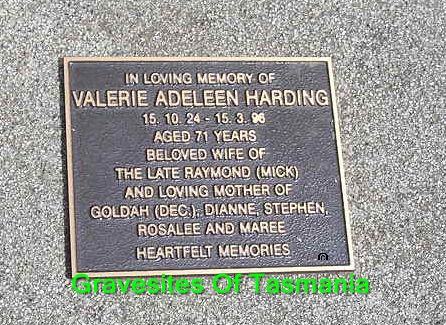 IN LOVING MEMORY OF
VALERIE ADELEEN HARDING
15. 10. 24 - 15. 3. 96
AGED 71 YEARS
BELOVED WIFE OF
THE LATE RAYMOND (MICK)
AND LOVING MOTHER OF
GOLDAH (DEC.), DIANNE, STEPHEN,
ROSALEE AND MAREE
HEARTFELT MEMORIES
Gravesites Of Tasmania